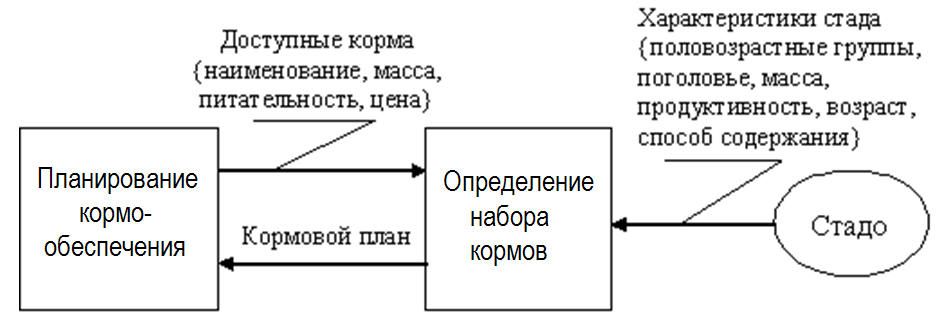 Доступные корма
{наименование, масса,
питательность, цена}
Характеристики стада
{половозрастные группы,
поголовье, масса,
продуктивность, возраст,
способ содержания}
Планирование
кормо-
обеспечения
Кормовой план
Определение
набора
кормов
Стадо